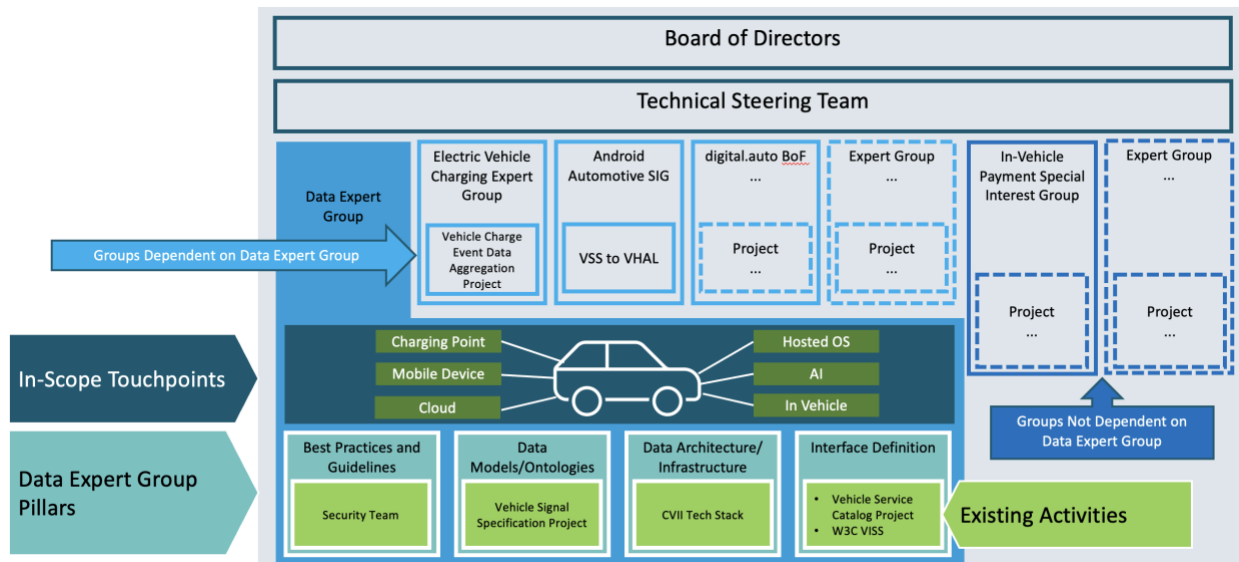 Board of Directors
Technical Steering Team
Data Expert
Group
Electric Vehicle
Charging Expert
Group
Vehicle Charge
Event Data
Aggregation
Project
Android
Automotive SIG
VSS to VHAL
digital.auto BoF
...
Project
...
Expert Group
...
Project
...
In-Vehicle
Payment Special
Interest Group
Project
...
Expert Group
...
Project
...
Groups Dependent on Data Expert Group
In-Scope Touchpoints
Charging Point
Mobile Device
Cloud
Hosted OS
AI
In Vehicle
Groups Not Dependent on
Data Expert Group
Data Expert Group
Pillars
Best Practices and
Guidelines
Security Team
Data
Models/Ontologies
Vehicle Signal
Specification Project
Data Architecture/
Infrastructure
CVII Tech Stack
Interface Definition
• Vehicle Service
Catalog Project
• W3C VISS
Existing Activities